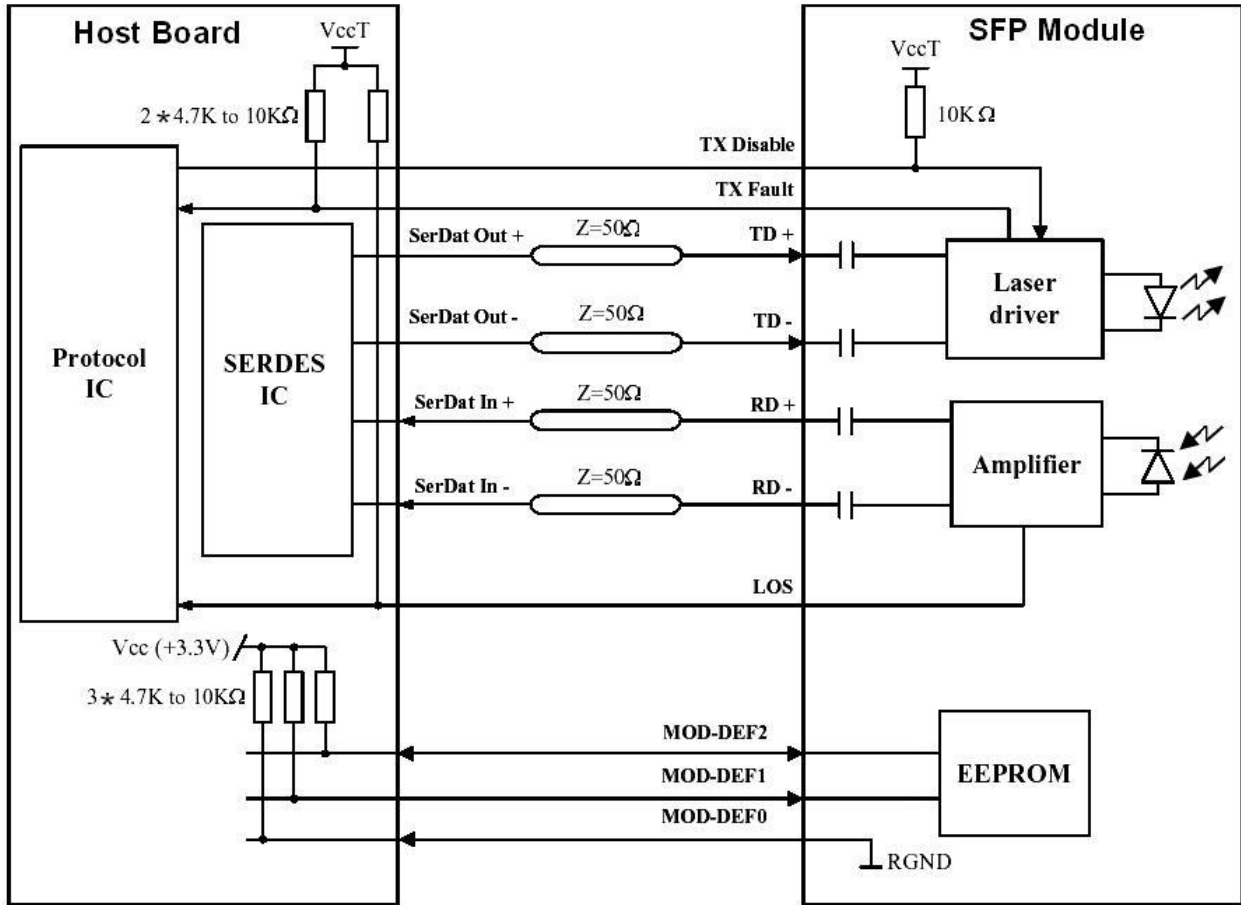 Host Board
SFP Module
VccT
VccT
2*4.7K to 10KΩ
10KΩ
TX Disable
TX Fault
SerDat Out +
Z=50Ω
TD +
Laser driver
SerDat Out -
Z=50Ω
TD -
Protocol IC
SERDES IC
SerDat In +
Z=50Ω
RD +
Amplifier
SerDat In -
Z=50Ω
RD -
LOS
Vcc (+3.3V)
3*4.7K to 10KΩ
MOD-DEF2
EEPROM
MOD-DEF1
MOD-DEF0
RGND